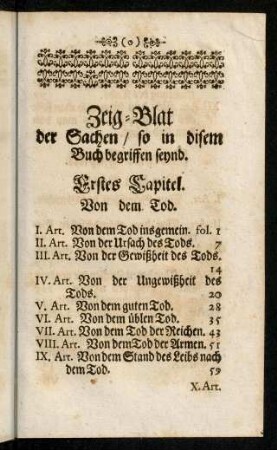 (o)
Zeig-Blat
der Sachen / so in disem
Buch begriffen seynd.
Erstes Capitel.
Von dem Tod.
I. Art. Von dem Tod insgemein. fol. 1
II. Art. Von der Ursach des Tods. 7
III. Art. Von der Gewißheit des Tods.
14
IV. Art. Von der Ungewißheit des
Tods. 20
V. Art. Von dem guten Tod. 28
VI. Art. Von dem üblen Tod. 35
VII. Art. Von dem Tod der Reichen. 43
VIII. Art. Von dem Tod der Armen. 51
IX. Art. Von dem Stand des Leibs nach
dem Tod. 59
X. Art.